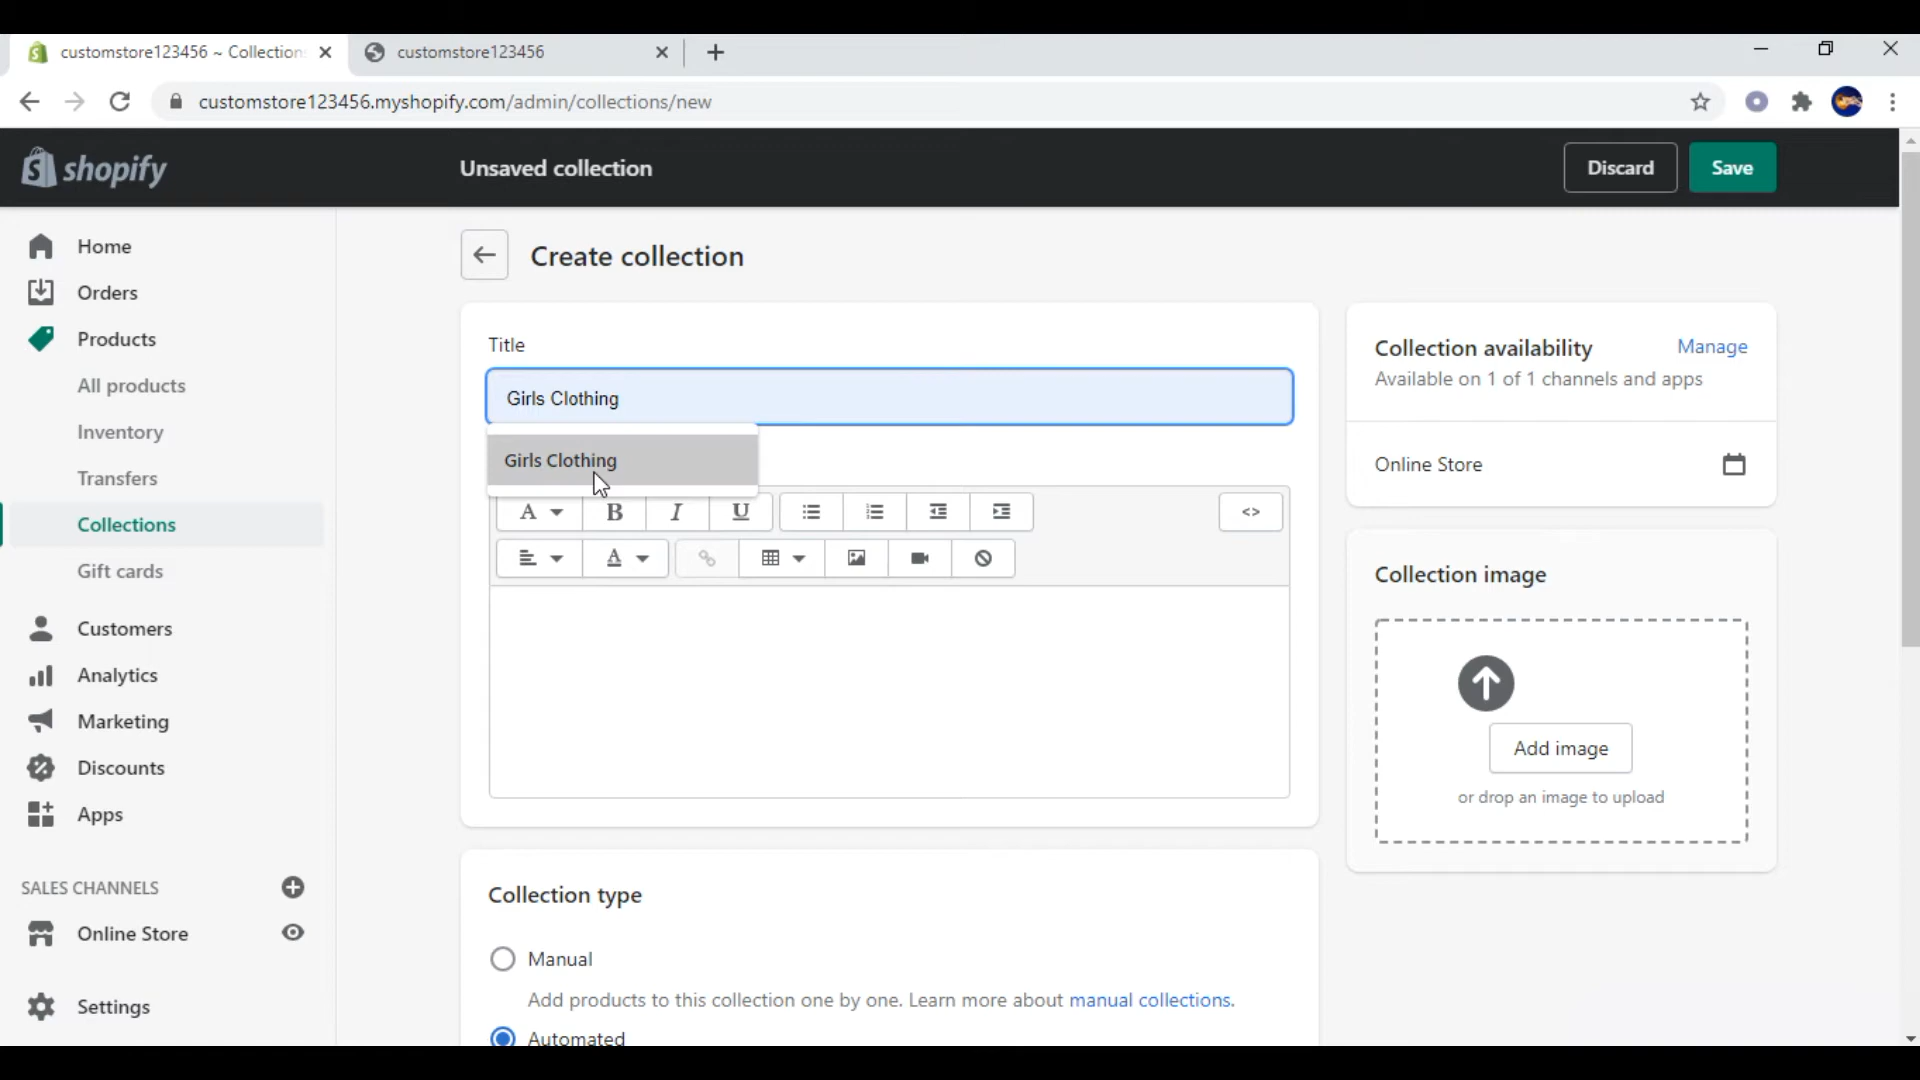 customstore123456 ~ Collection
customstore123456
customstore123456.myshopify.com/admin/collections/new
shopify
Unsaved collection
Discard
Save
Home
Orders
Products
All products
Inventory
Transfers
Collections
Gift cards
Customers
Analytics
Marketing
Discounts
Apps
SALES CHANNELS
Online Store
Settings
Create collection
Title
Girls Clothing
Girls Clothing
A B I U <>
A
Collection type
Manual
Add products to this collection one by one. Learn more about manual collections.
Automated
Collection availability
Manage
Available on 1 of 1 channels and apps
Online Store
Collection image
Add image
or drop an image to upload